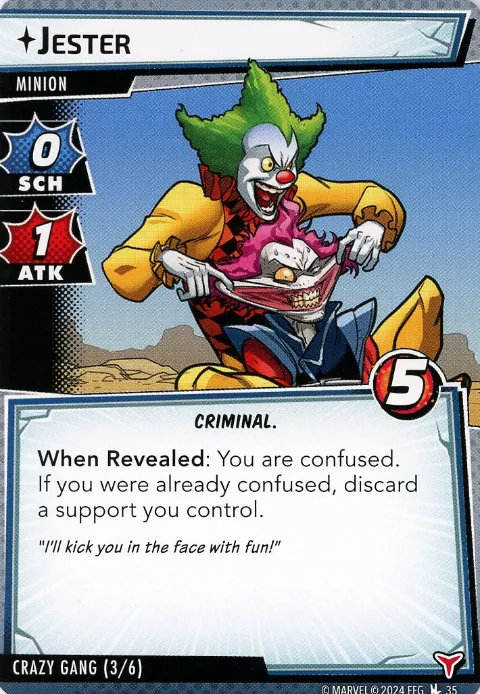 JESTER
MINION
0
SCH
1
ATK
5
CRIMINAL.
When Revealed: You are confused.
If you were already confused, discard
a support you control.
"I'll kick you in the face with fun!"
CRAZY GANG (3/6)
© MARVEL © 2024 FFG 35